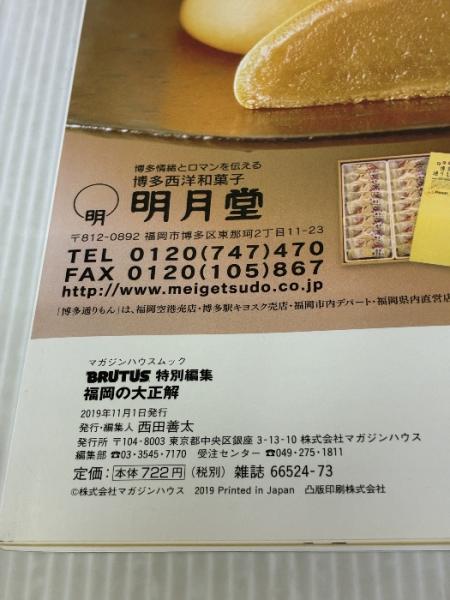 博多情緒とロマンを伝える
博多西洋和菓子
明 明月堂
〒812-0892 福岡市博多区東那珂2丁目11-23
TEL 0120(747)470
FAX 0120(105)867
http://www.meigetsudo.co.jp
「博多通りもん」は、福岡空港売店・博多駅キヨスク売店・福岡市内デパート・福岡県内直営店
マガジンハウスムック
BRUTUS 特別編集
福岡の大正解
2019年11月1日発行
発行・編集人 西田善太
発行所 〒104-8003 東京都中央区銀座 3-13-10 株式会社マガジンハウス
編集部 ☎03・3545・7170 受注センター ☎049・275・1811
定価:本体722円(税別) 雑誌 66524-73
©株式会社マガジンハウス 2019 Printed in Japan 凸版印刷株式会社